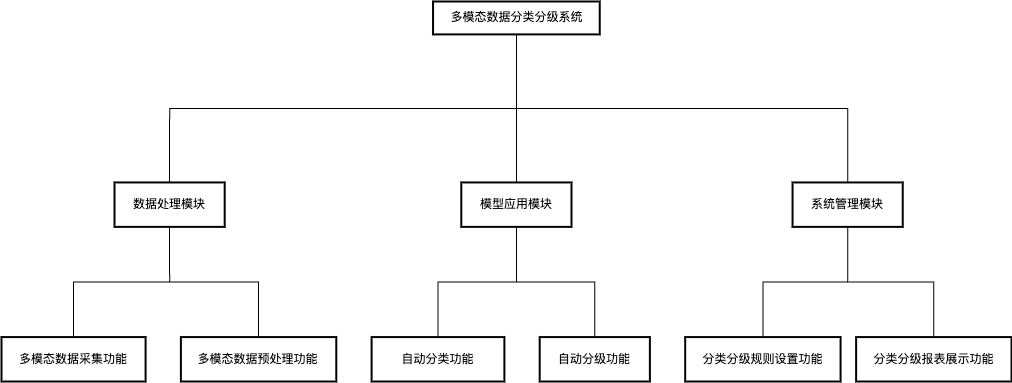 多模态数据分类分级系统
数据处理模块
模型应用模块
系统管理模块
多模态数据采集功能
多模态数据预处理功能
自动分类功能
自动分级功能
分类分级规则设置功能
分类分级报表展示功能